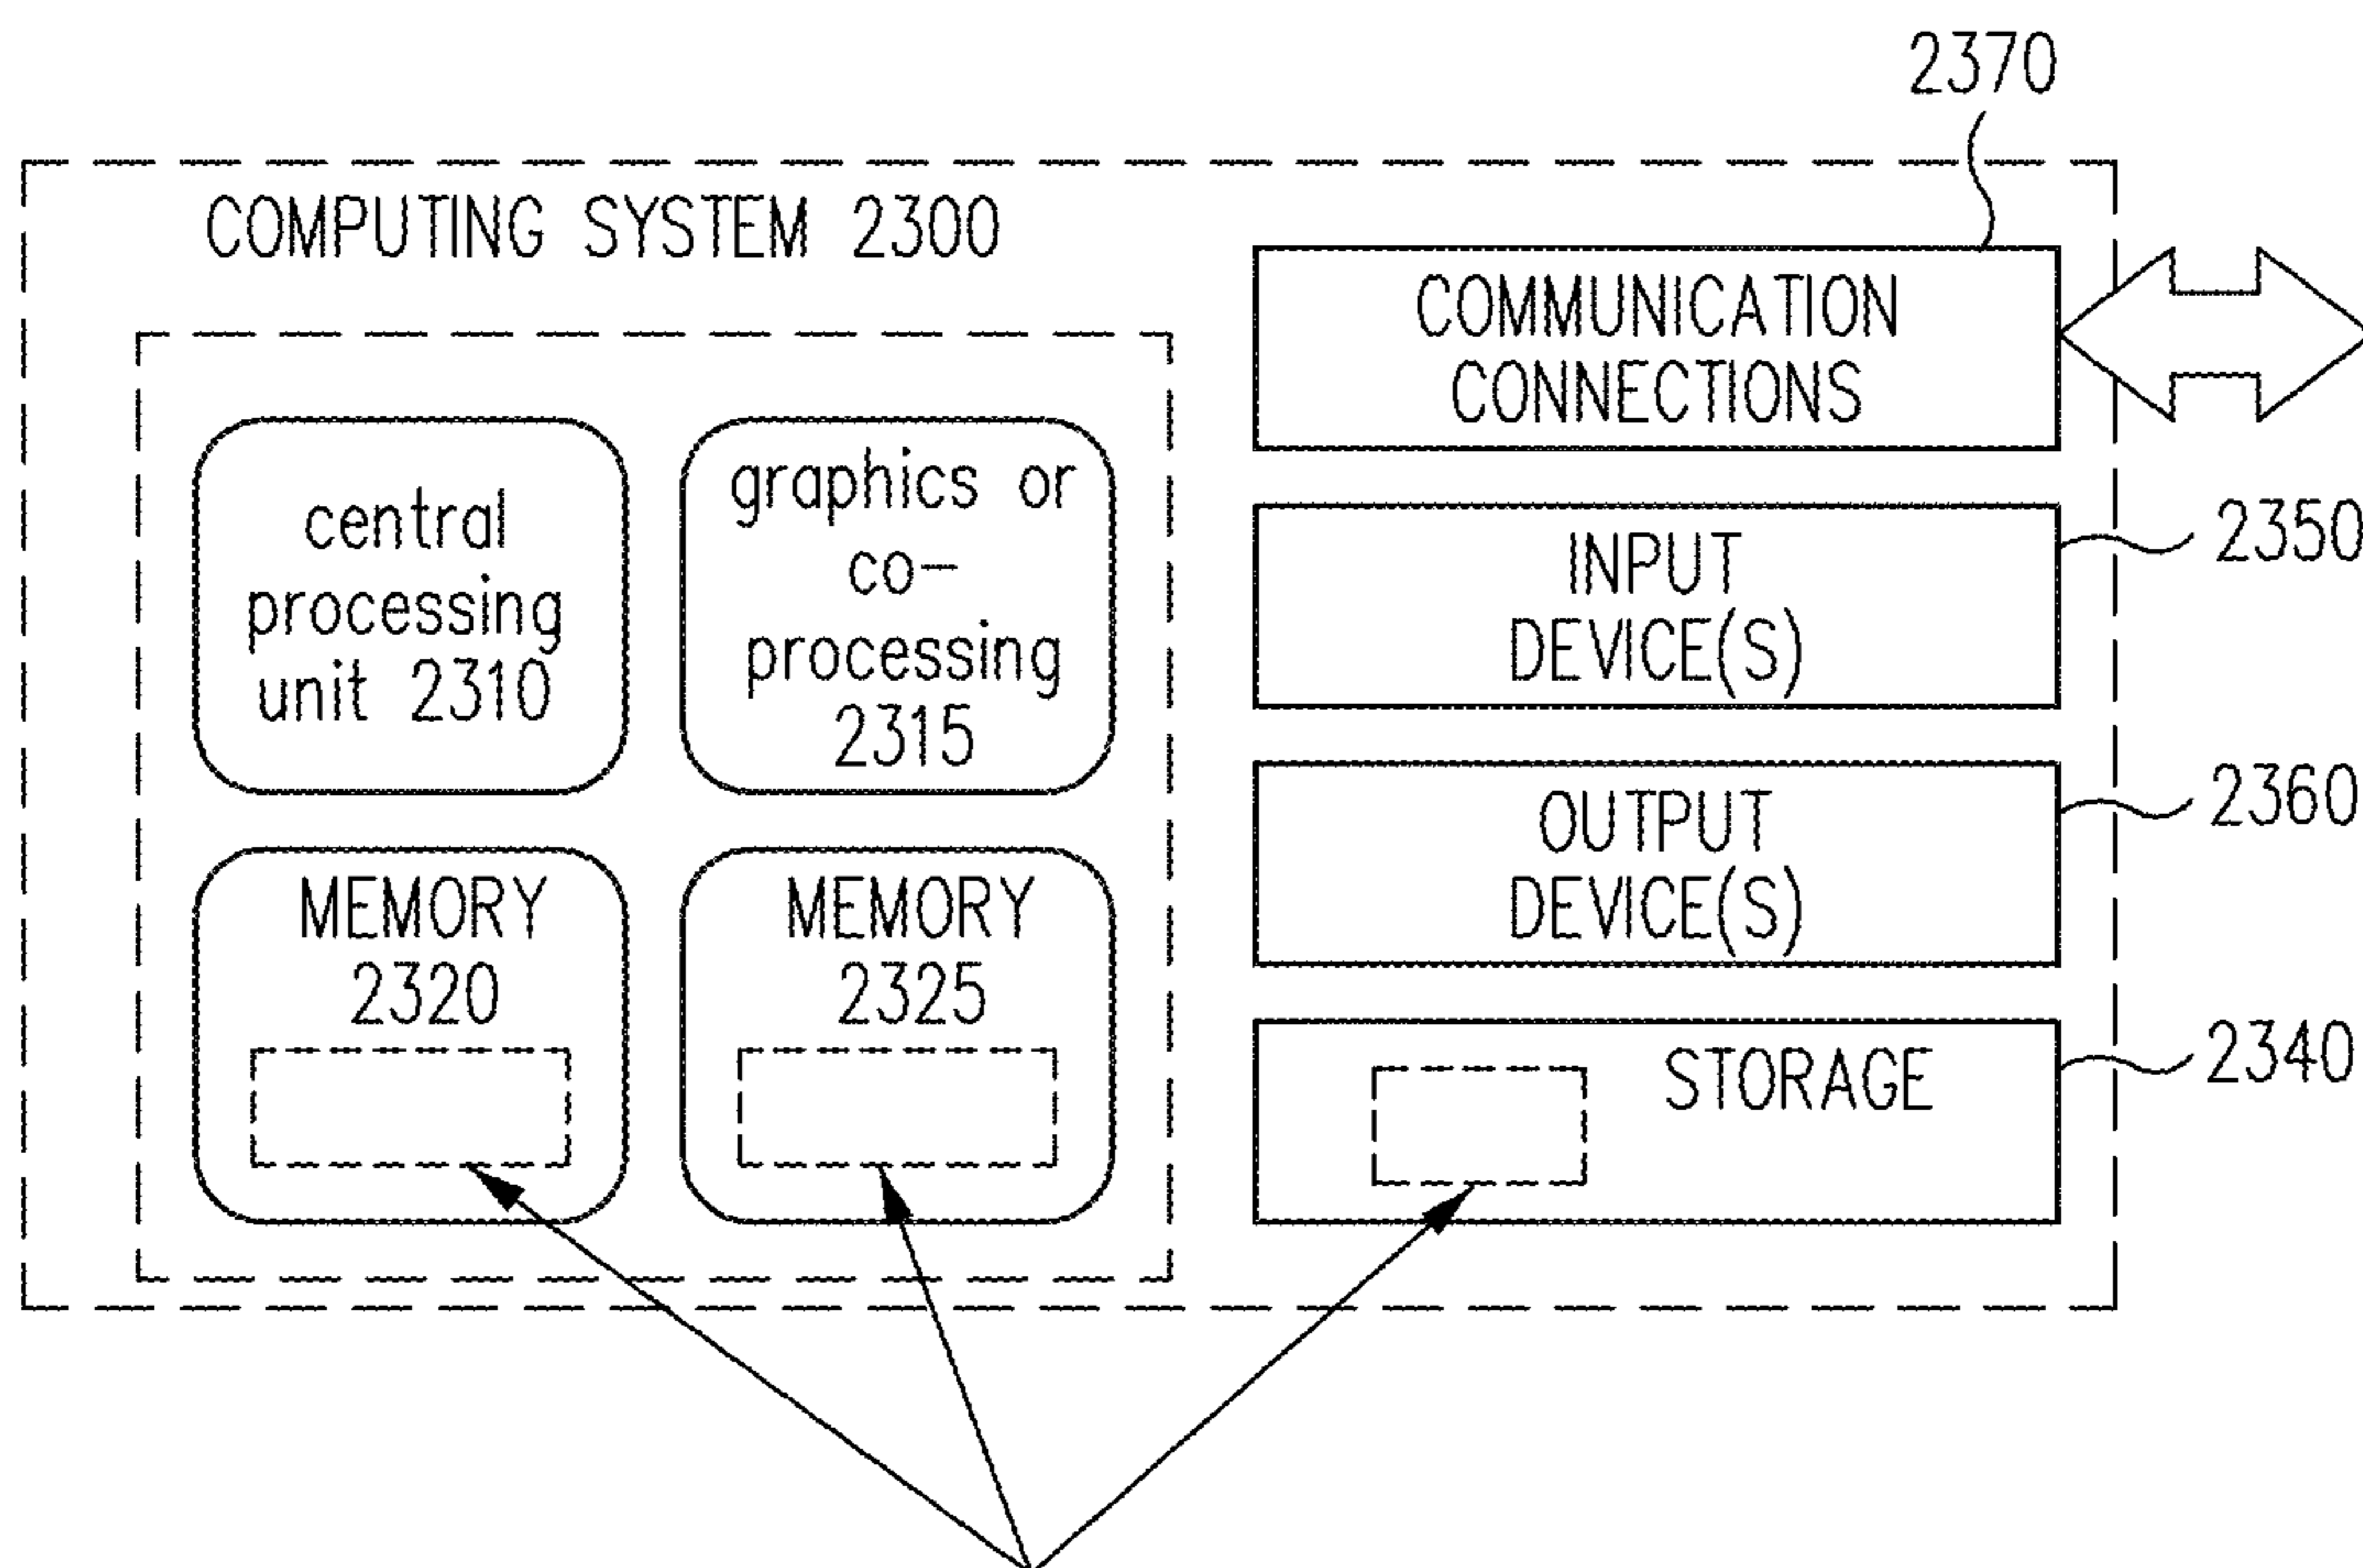 2370
COMPUTING SYSTEM 2300
COMMUNICATION
CONNECTIONS
central
processing
unit 2310
graphics or
co-
processing
2315
INPUT
DEVICE(S)
2350
OUTPUT
DEVICE(S)
2360
MEMORY
2320
MEMORY
2325
STORAGE
2340